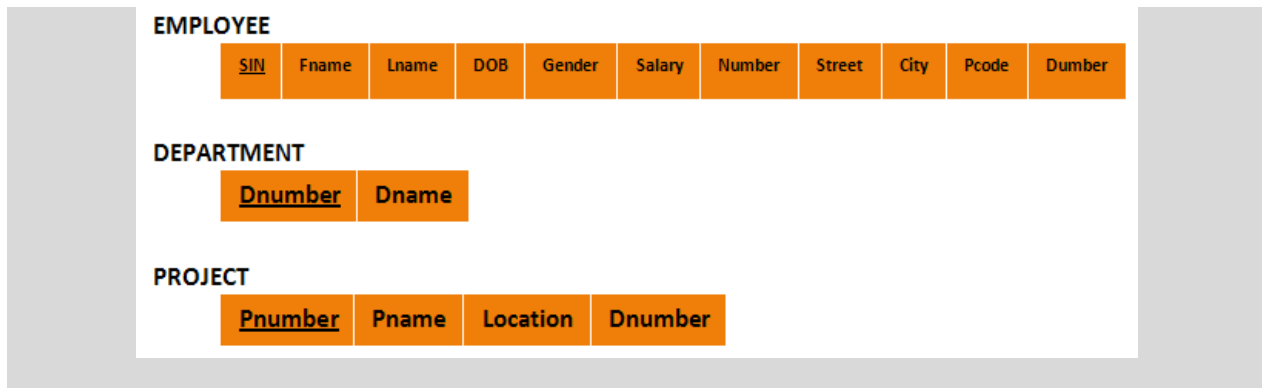 EMPLOYEE
SIN Fname Lname DOB Gender Salary Number Street City Pcode Dumber
DEPARTMENT
Dnumber Dname
PROJECT
Pnumber Pname Location Dnumber